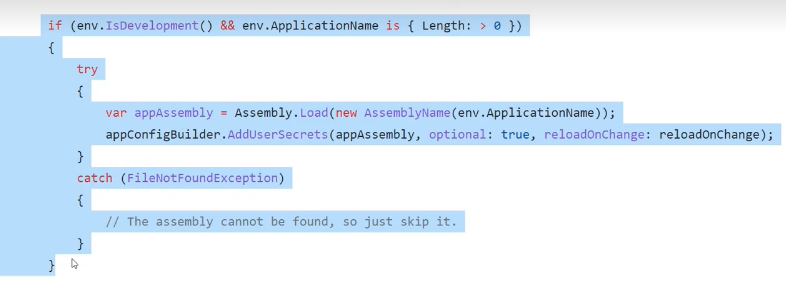 if (env.IsDevelopment() && env.ApplicationName is { Length: > 0 })
{
try
{
var appAssembly = Assembly.Load(new AssemblyName(env.ApplicationName));
appConfigBuilder.AddUserSecrets(appAssembly, optional: true, reloadOnChange: reloadOnChange);
}
catch (FileNotFoundException)
{
// The assembly cannot be found, so just skip it.
}
}